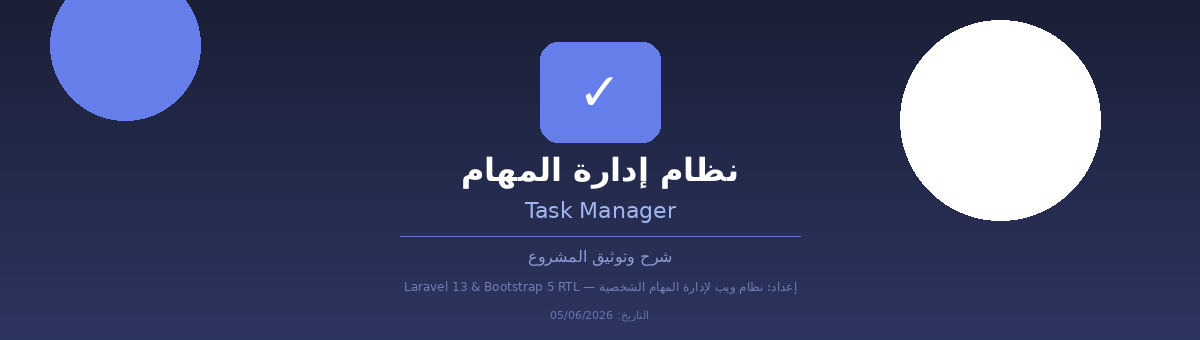 ✓
نظام إدارة المهام
Task Manager
شرح وتوثيق المشروع
إعداد: نظام ويب لإدارة المهام الشخصية — Laravel 13 & Bootstrap 5 RTL
التاريخ: 05/06/2026